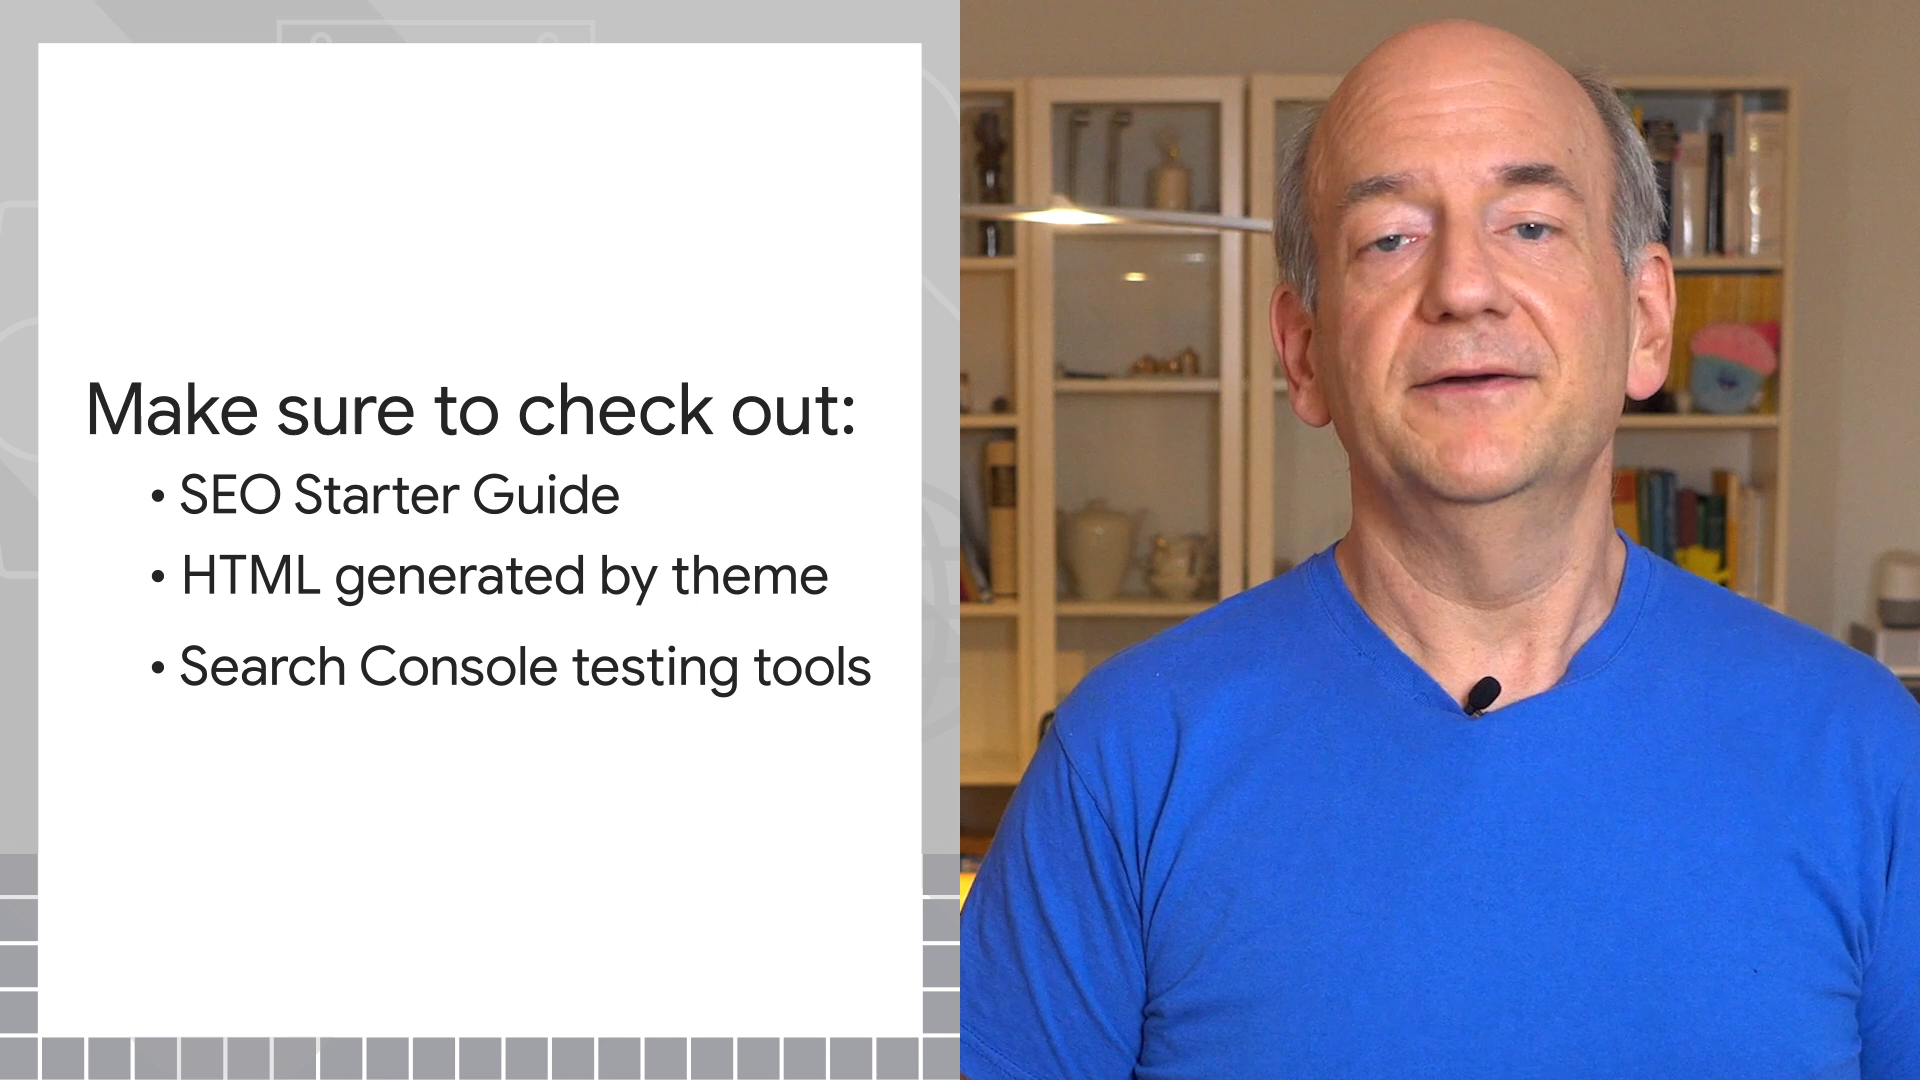 Make sure to check out:
• SEO Starter Guide
• HTML generated by theme
• Search Console testing tools